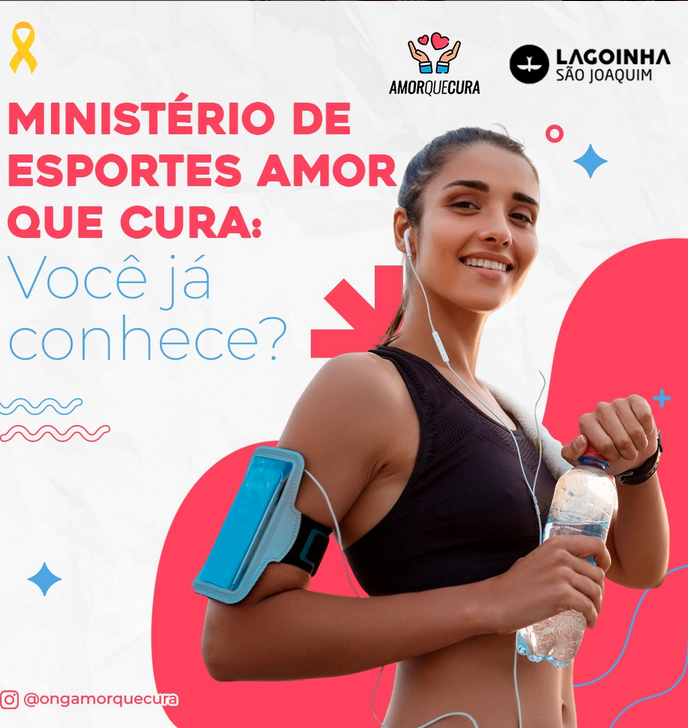 AMORQUECURA
LAGOINHA
SÃO JOAQUIM
MINISTÉRIO DE
ESPORTES AMOR
QUE CURA:
Você já
conhece?
@ongamorquecura